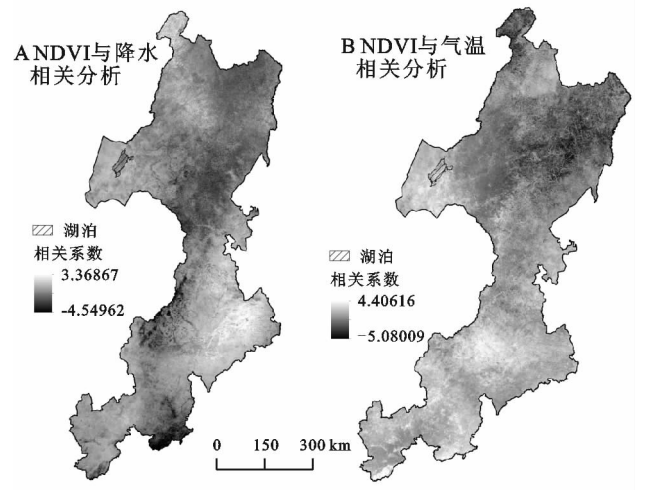 A NDVI与降水
相关分析
B NDVI与气温
相关分析
湖泊
相关系数
3.36867
-4.54962
湖泊
相关系数
4.40616
-5.08009
0 150 300 km